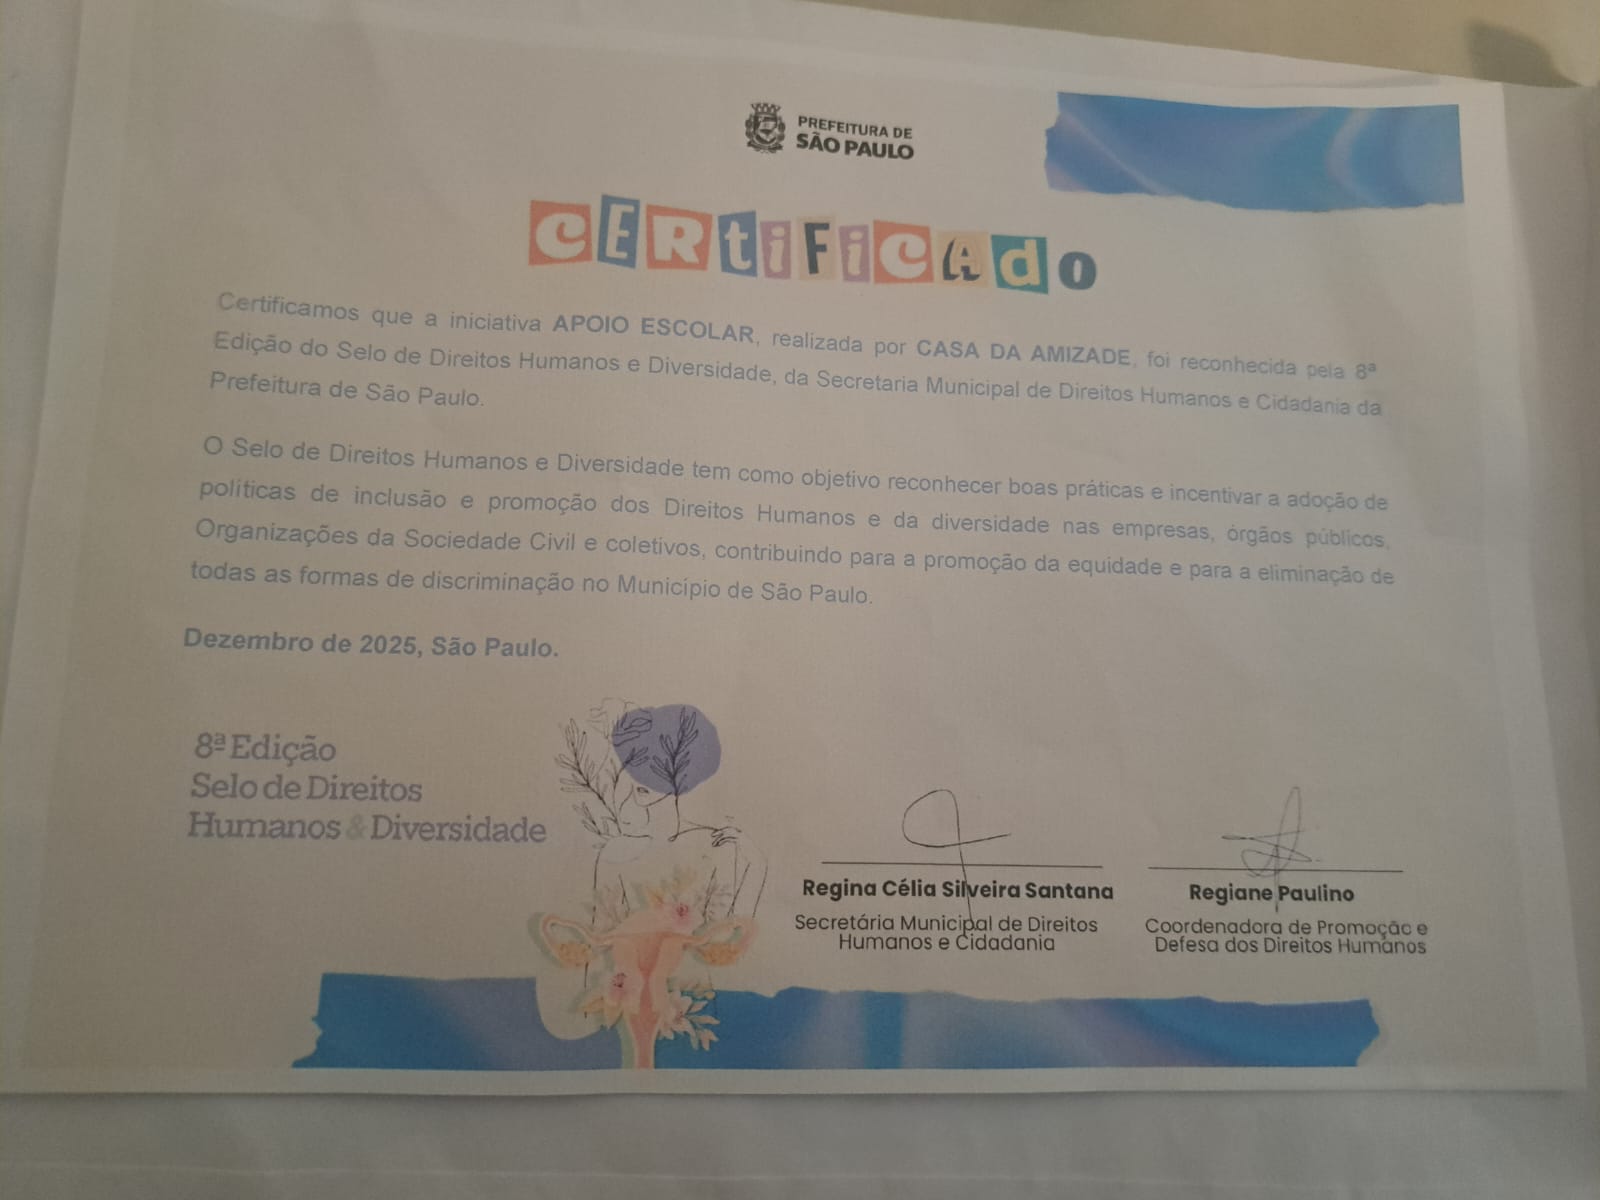 PREFEITURA DE
SÃO PAULO
CERtiFiCAdO
Certificamos que a iniciativa APOIO ESCOLAR, realizada por CASA DA AMIZADE, foi reconhecida pela 8ª
Edição do Selo de Direitos Humanos e Diversidade, da Secretaria Municipal de Direitos Humanos e Cidadania da
Prefeitura de São Paulo.
O Selo de Direitos Humanos e Diversidade tem como objetivo reconhecer boas práticas e incentivar a adoção de
políticas de inclusão e promoção dos Direitos Humanos e da diversidade nas empresas, órgãos públicos,
Organizações da Sociedade Civil e coletivos, contribuindo para a promoção da equidade e para a eliminação de
todas as formas de discriminação no Município de São Paulo.
Dezembro de 2025, São Paulo.
8ª Edição
Selo de Direitos
Humanos & Diversidade
Regina Célia Silveira Santana
Secretária Municipal de Direitos
Humanos e Cidadania
Regiane Paulino
Coordenadora de Promoção e
Defesa dos Direitos Humanos